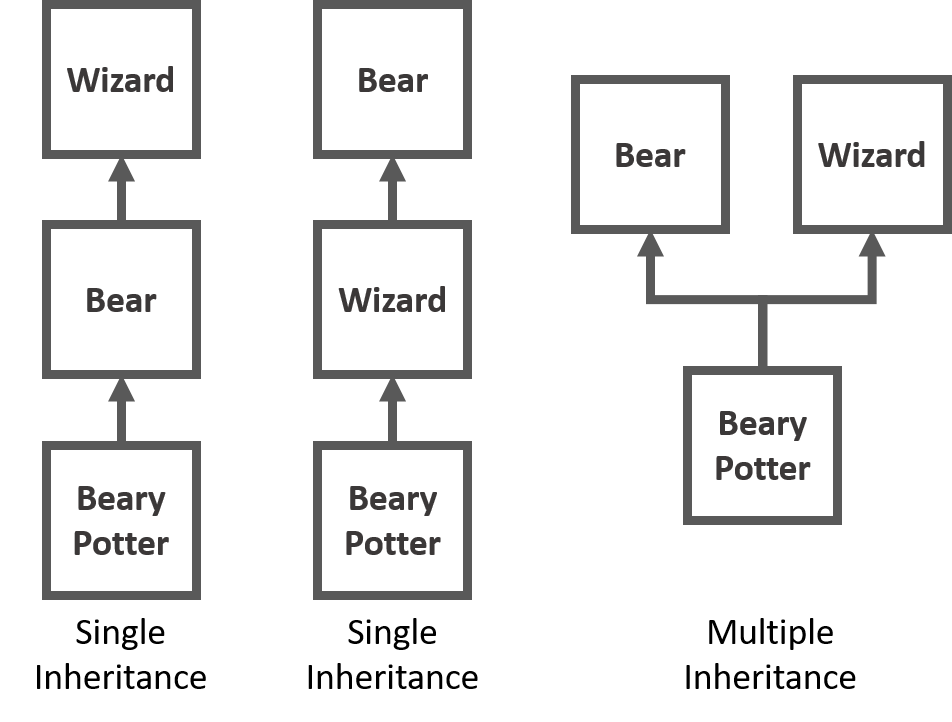 Wizard
Bear
Beary
Potter
Single
Inheritance
Bear
Wizard
Beary
Potter
Single
Inheritance
Bear
Wizard
Beary
Potter
Multiple
Inheritance